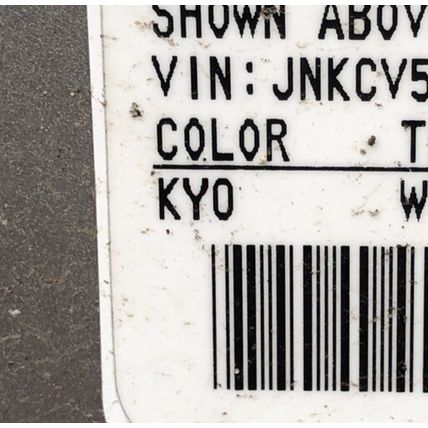 SHOWN ABOV
VIN: JNKCV5
COLOR T
KYO W